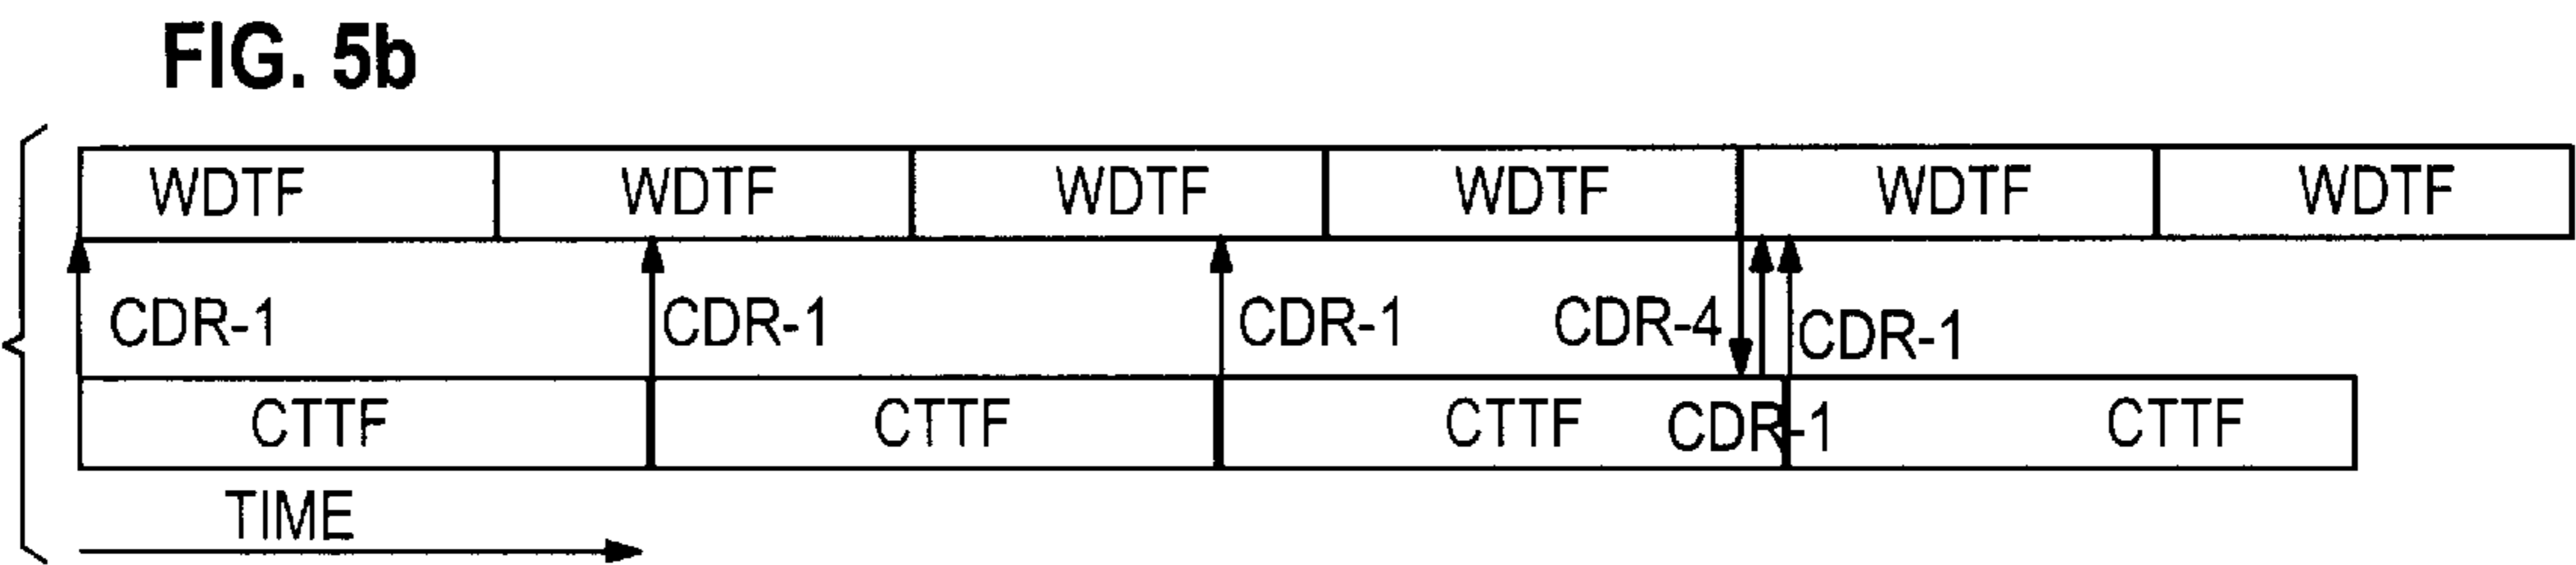 FIG. 5b
WDTF WDTF WDTF WDTF WDTF WDTF
CDR-1 CDR-1 CDR-1 CDR-4 CDR-1
CTTF CTTF CTTF CDR-1 CTTF
TIME